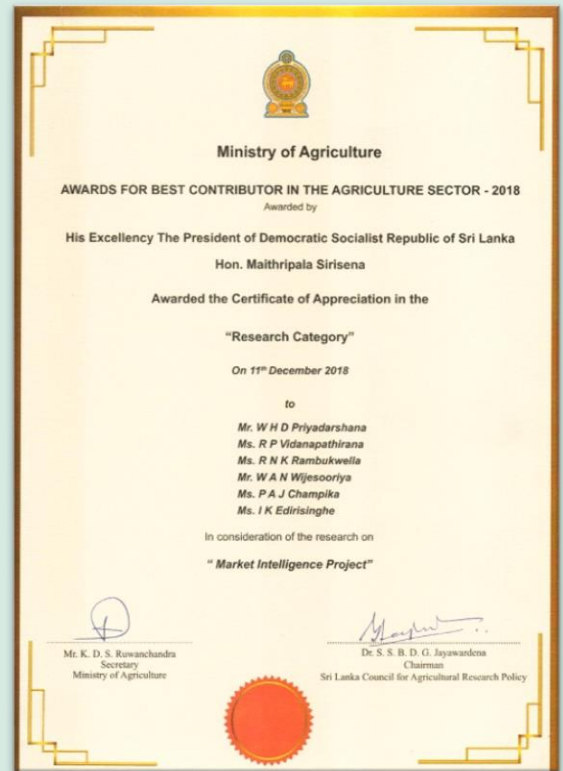 Ministry of Agriculture
AWARDS FOR BEST CONTRIBUTOR IN THE AGRICULTURE SECTOR - 2018
Awarded by
His Excellency The President of Democratic Socialist Republic of Sri Lanka
Hon. Maithripala Sirisena
Awarded the Certificate of Appreciation in the
“Research Category”
On 11th December 2018
to
Mr. W H D Priyadarshana
Ms. R P Vidanapathirana
Ms. R N K Rambukwella
Mr. W A N Wijesooriya
Ms. P A J Champika
Ms. I K Edirisinghe
In consideration of the research on
“ Market Intelligence Project”
Mr. K. D. S. Ruwanchandra
Secretary
Ministry of Agriculture
Dr. S. S. B. D. G. Jayawardena
Chairman
Sri Lanka Council for Agricultural Research Policy